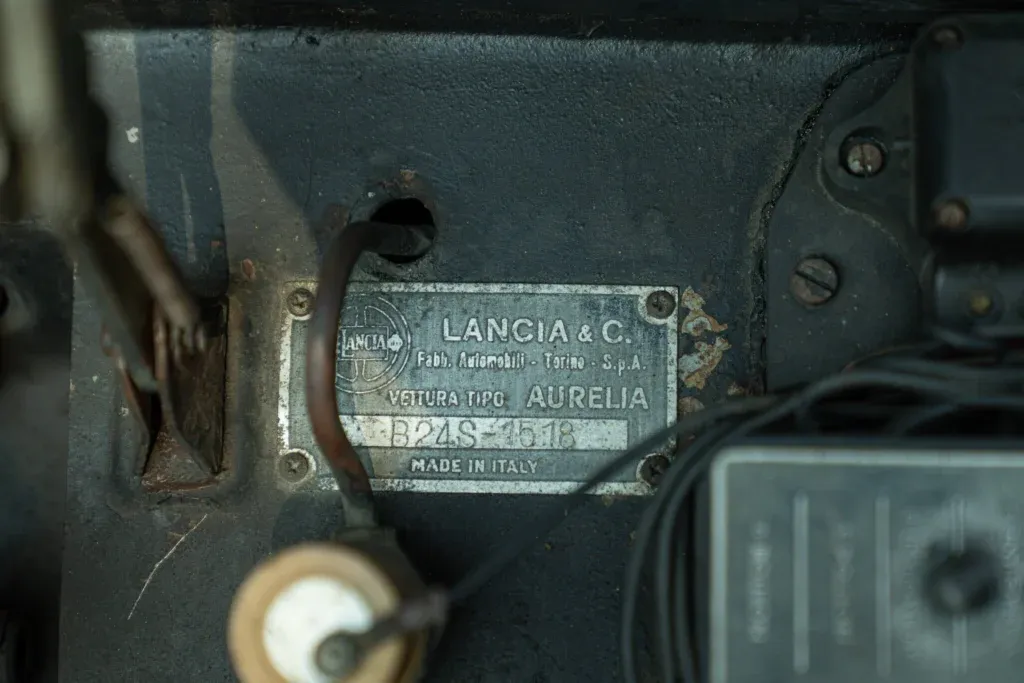 LANCIA
LANCIA & C.
Fabb. Automobili - Torino - S.p.A.
VETTURA TIPO AURELIA
B24S-1518
MADE IN ITALY